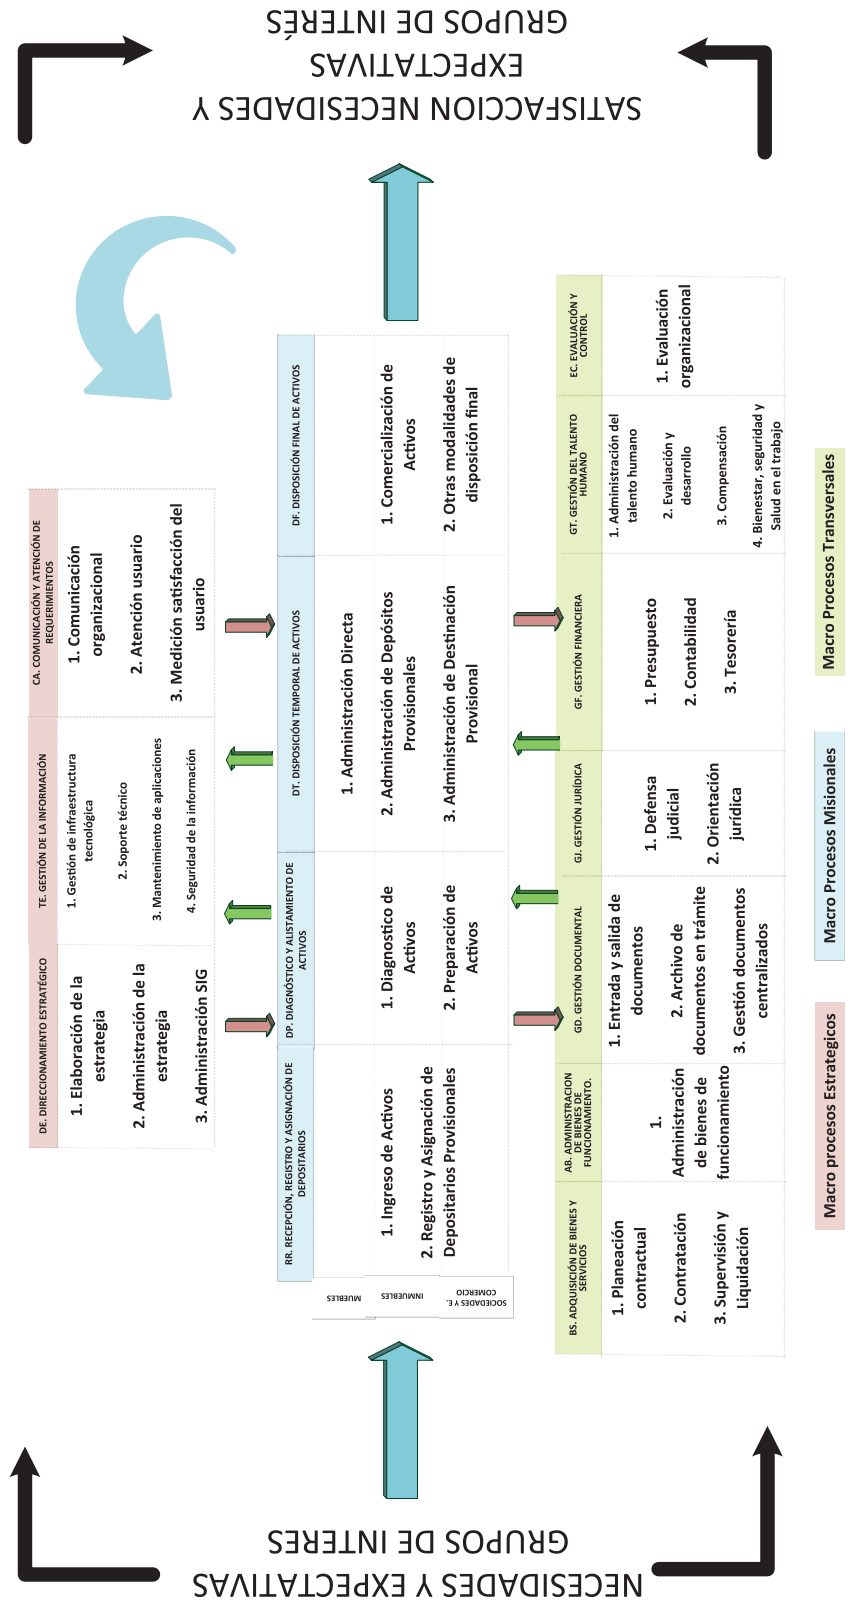 NECESIDADES Y EXPECTATIVAS
GRUPOS DE INTERES
DE. DIRECCIONAMIENTO ESTRATÉGICO
1. Elaboración de la
estrategia
2. Administración de la
estrategia
3. Administración SIG
TE. GESTIÓN DE LA INFORMACIÓN
1. Gestión de infraestructura
tecnológica
2. Soporte técnico
3. Mantenimiento de aplicaciones
4. Seguridad de la información
CA. COMUNICACIÓN Y ATENCIÓN DE
REQUERIMIENTOS
1. Comunicación
organizacional
2. Atención usuario
3. Medición satisfacción del
usuario
MUEBLES
INMUEBLES
SOCIEDADES Y E.
COMERCIO
RR. RECEPCIÓN, REGISTRO Y ASIGNACIÓN DE
DEPOSITARIOS
1. Ingreso de Activos
2. Registro y Asignación de
Depositarios Provisionales
DP. DIAGNÓSTICO Y ALISTAMIENTO DE
ACTIVOS
1. Diagnostico de
Activos
2. Preparación de
Activos
DT. DISPOSICIÓN TEMPORAL DE ACTIVOS
1. Administración Directa
2. Administración de Depósitos
Provisionales
3. Administración de Destinación
Provisional
DF. DISPOSICIÓN FINAL DE ACTIVOS
1. Comercialización de
Activos
2. Otras modalidades de
disposición final
BS. ADQUISICIÓN DE BIENES Y
SERVICIOS
1. Planeación
contractual
2. Contratación
3. Supervisión y
Liquidación
AB. ADMINISTRACION
DE BIENES DE
FUNCIONAMIENTO.
1.
Administración
de bienes de
funcionamiento
GD. GESTIÓN DOCUMENTAL
1. Entrada y salida de
documentos
2. Archivo de
documentos en trámite
3. Gestión documentos
centralizados
GJ. GESTIÓN JURÍDICA
1. Defensa
judicial
2. Orientación
jurídica
GF. GESTIÓN FINANCIERA
1. Presupuesto
2. Contabilidad
3. Tesorería
GT. GESTIÓN DEL TALENTO
HUMANO
1. Administración del
talento humano
2. Evaluación y
desarrollo
3. Compensación
4. Bienestar, seguridad y
Salud en el trabajo
EC. EVALUACIÓN Y
CONTROL
1. Evaluación
organizacional
Macro procesos Estrategicos
Macro Procesos Misionales
Macro Procesos Transversales
SATISFACCION NECESIDADES Y
EXPECTATIVAS
GRUPOS DE INTERÉS